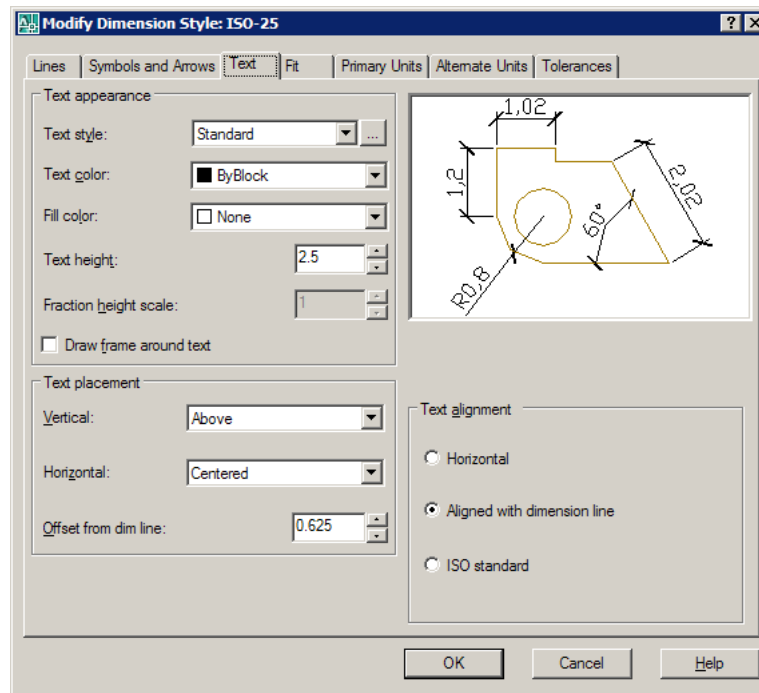 Modify Dimension Style: ISO-25
Lines
Symbols and Arrows
Text
Fit
Primary Units
Alternate Units
Tolerances
Text appearance
Text style:
Standard
...
Text color:
ByBlock
Fill color:
None
Text height:
2.5
Fraction height scale:
1
Draw frame around text
1,02
1,2
2,02
60°
R0,8
Text placement
Vertical:
Above
Horizontal:
Centered
Offset from dim line:
0.625
Text alignment
Horizontal
Aligned with dimension line
ISO standard
OK
Cancel
Help